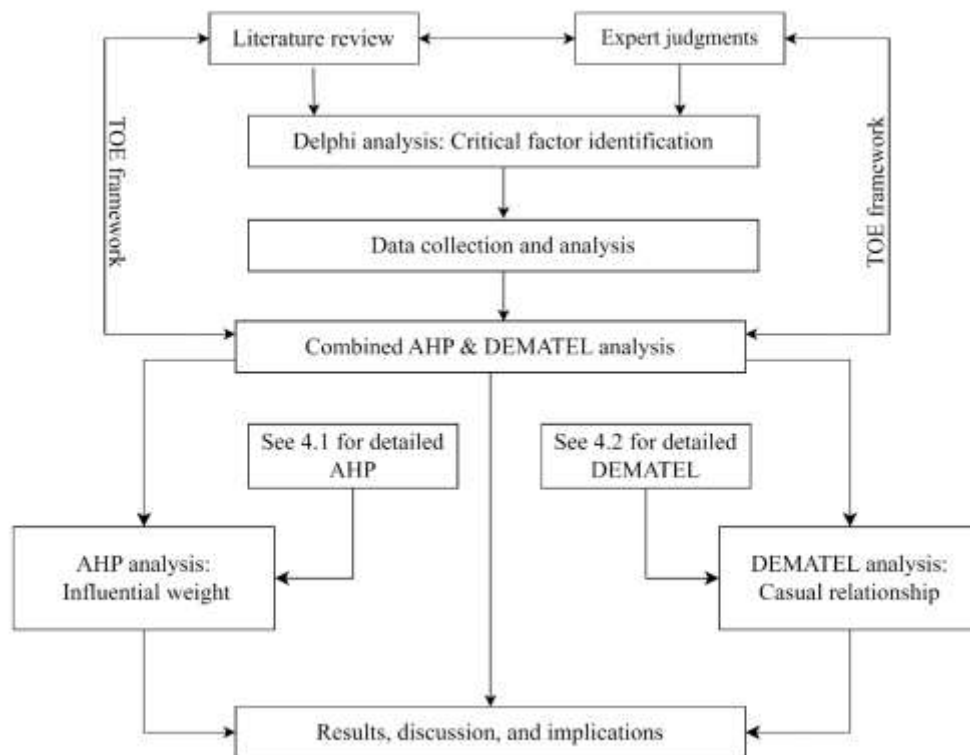 Literature review
Expert judgments
TOE framework
TOE framework
Delphi analysis: Critical factor identification
Data collection and analysis
Combined AHP & DEMATEL analysis
See 4.1 for detailed
AHP
See 4.2 for detailed
DEMATEL
AHP analysis:
Influential weight
DEMATEL analysis:
Casual relationship
Results, discussion, and implications